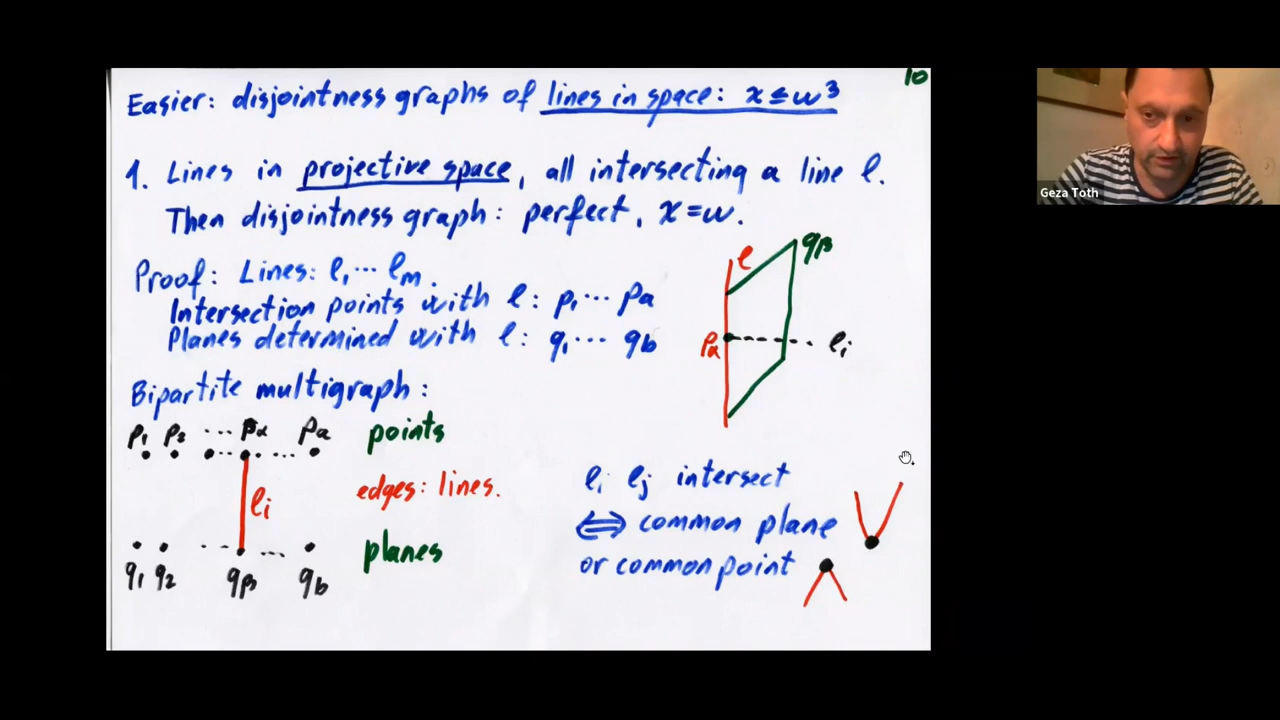 10
Easier: disjointness graphs of lines in space: χ ≤ ω³
1. Lines in projective space, all intersecting a line ℓ.
Then disjointness graph: perfect, χ = ω.
Proof: Lines: ℓ₁ ... ℓₘ.
Intersection points with ℓ: p₁ ... pₐ
Planes determined with ℓ: q₁ ... q_b
ℓ
q_β
p_α
ℓᵢ
Bipartite multigraph:
p₁ p₂ ... p_α pₐ points
ℓᵢ edges: lines.
q₁ q₂ q_β q_b planes
ℓᵢ ℓⱼ intersect
⇔ common plane
or common point
Geza Toth